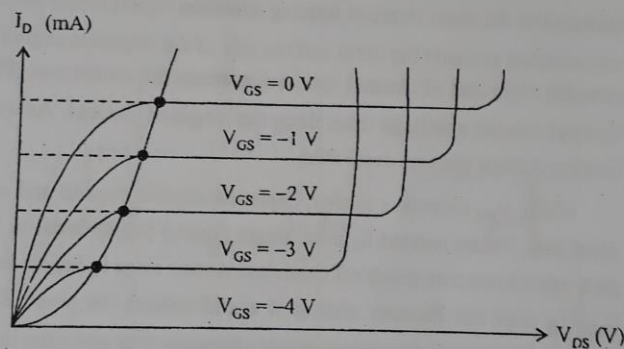 I_D (mA)
V_GS = 0 V
V_GS = –1 V
V_GS = –2 V
V_GS = –3 V
V_GS = –4 V
V_DS (V)